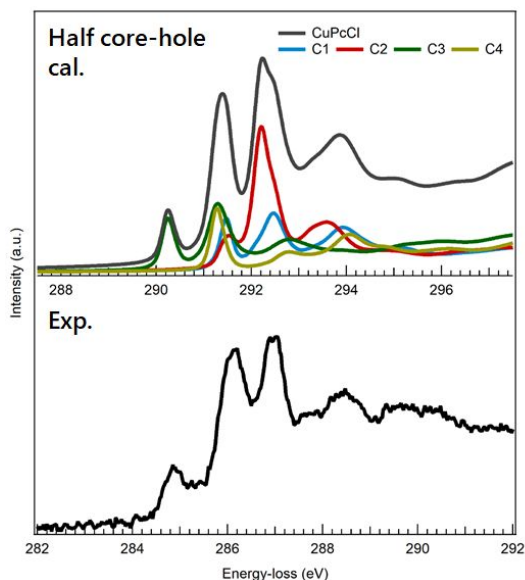 Half core-hole
cal.
CuPcCl
C1 C2 C3 C4
288 290 292 294 296
Intensity (a.u.)
Exp.
282 284 286 288 290 292
Energy-loss (eV)